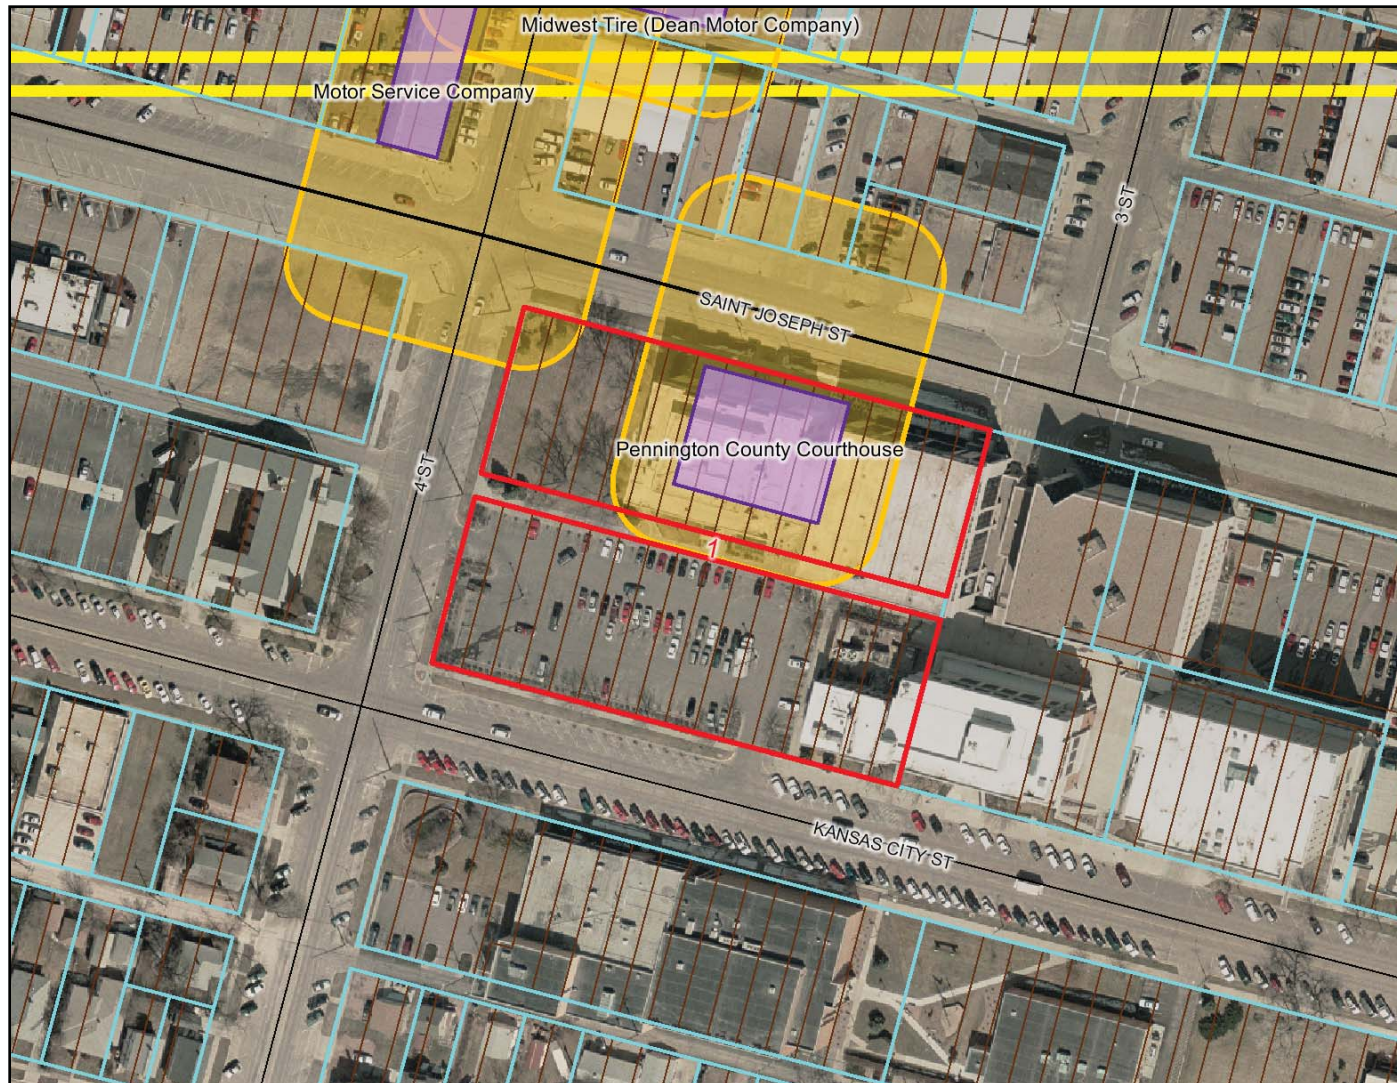 Midwest Tire (Dean Motor Company)
Motor Service Company
3 ST
SAINT JOSEPH ST
Pennington County Courthouse
4 ST
1
KANSAS CITY ST